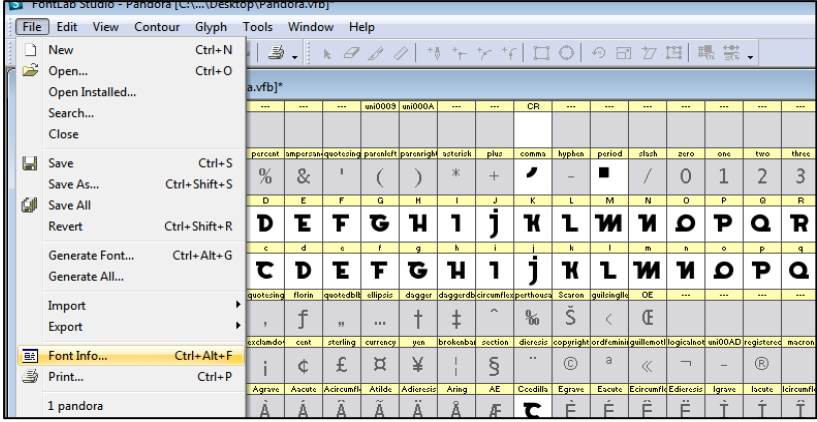 FontLab Studio - Pandora [C:\...\Desktop\Pandora.vfb]*
File Edit View Contour Glyph Tools Window Help
New Ctrl+N
Open... Ctrl+O
Open Installed...
Search...
Close
Save Ctrl+S
Save As... Ctrl+Shift+S
Save All
Revert Ctrl+Shift+R
Generate Font... Ctrl+Alt+G
Generate All...
Import
Export
Font Info... Ctrl+Alt+F
Print... Ctrl+P
1 pandora
a.vfb]*
--- --- --- uni0009 uni000A --- --- CR --- --- --- --- --- ---
percent ampersan quotesing parenleft parenright asterisk plus comma hyphen period slash zero one two three
% & ' ( ) * + , - . / 0 1 2 3
D E F G H I J K L M N O P Q R
D E F G H I J K L M N O P Q R
c d e f g h i j k l m n o p q
C D E F G H I J K L M N O P Q
quotesing florin quotedblb ellipsis dagger daggerdb circumflex perthousa Scaron guilsinglle OE --- --- --- ---
‚ ƒ „ … † ‡ ˆ ‰ Š ‹ Œ
exclamdow cent sterling currency yen brokenbar section dieresis copyright ordfeminin guillemotl logicalnot uni00AD registered macron
¡ ¢ £ ¤ ¥ ¦ § ¨ © ª « ¬ - ®
Agrave Aacute Acircumfle Atilde Adieresis Aring AE Ccedilla Egrave Eacute Ecircumfle Edieresis Igrave Iacute Icircumfle
À Á Â Ã Ä Å Æ C È É Ê Ë Ì Í Î